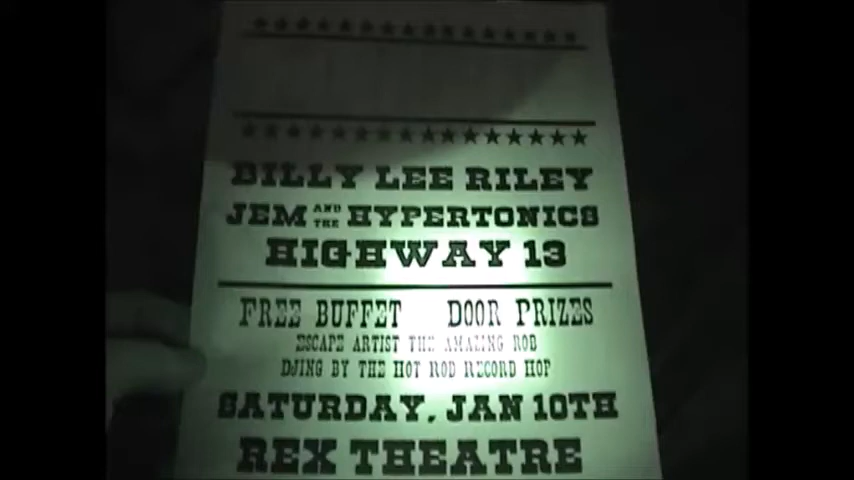 BILLY LEE RILEY
JEM AND THE HYPERTONICS
HIGHWAY 13
FREE BUFFET DOOR PRIZES
ESCAPE ARTIST THE AMAZING ROB
DJING BY THE HOT ROD RECORD HOP
SATURDAY, JAN 10TH
REX THEATRE